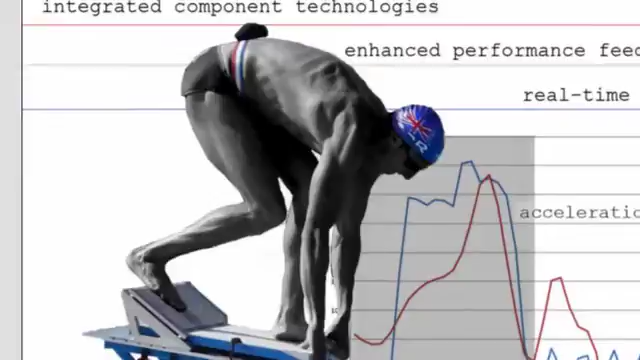 integrated component technologies
enhanced performance feed
real-time
acceleratio